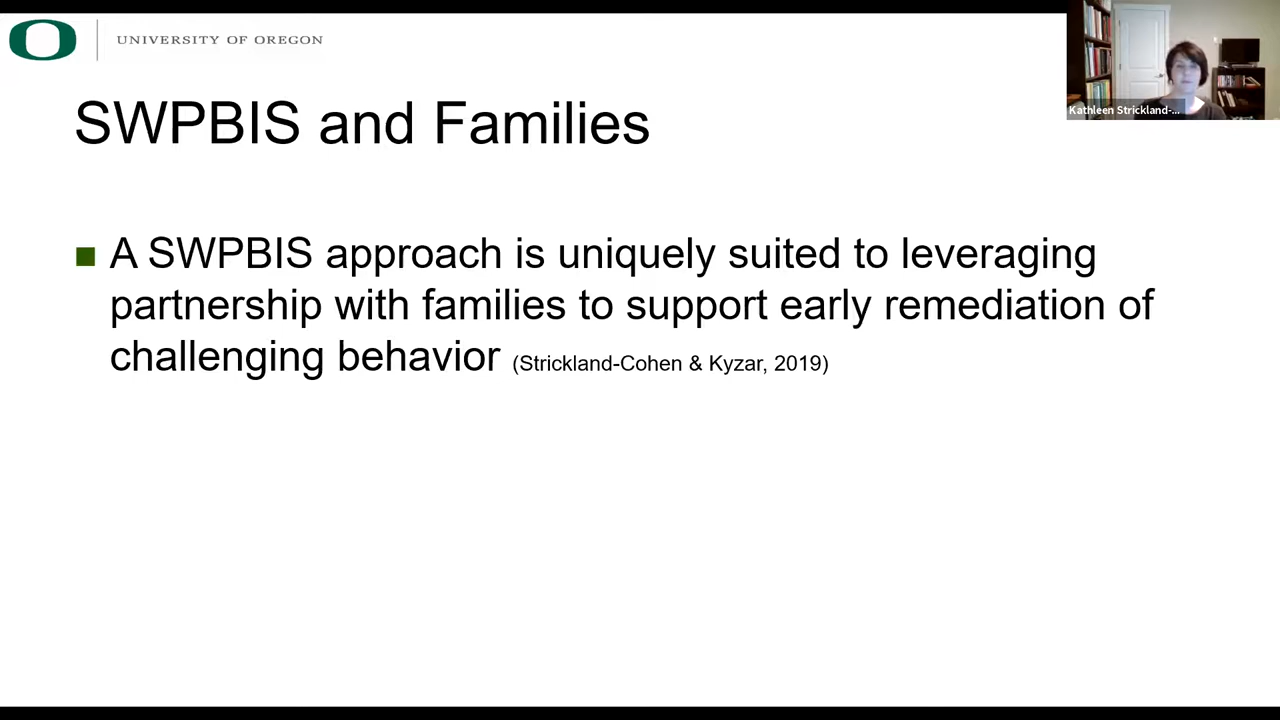 UNIVERSITY OF OREGON
Kathleen Strickland-...
SWPBIS and Families
A SWPBIS approach is uniquely suited to leveraging
partnership with families to support early remediation of
challenging behavior (Strickland-Cohen & Kyzar, 2019)